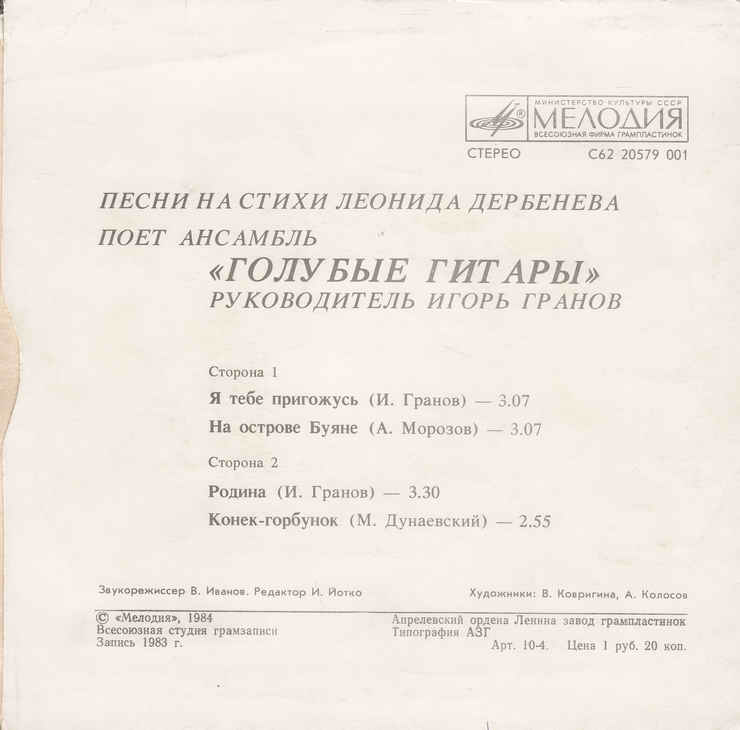 МИНИСТЕРСТВО КУЛЬТУРЫ СССР
МЕЛОДИЯ
ВСЕСОЮЗНАЯ ФИРМА ГРАМПЛАСТИНОК
СТЕРЕО С62 20579 001
ПЕСНИ НА СТИХИ ЛЕОНИДА ДЕРБЕНЕВА
ПОЕТ АНСАМБЛЬ
«ГОЛУБЫЕ ГИТАРЫ»
РУКОВОДИТЕЛЬ ИГОРЬ ГРАНОВ
Сторона 1
Я тебе пригожусь (И. Гранов) — 3.07
На острове Буяне (А. Морозов) — 3.07
Сторона 2
Родина (И. Гранов) — 3.30
Конек-горбунок (М. Дунаевский) — 2.55
Звукорежиссер В. Иванов. Редактор И. Йотко Художники: В. Ковригина, А. Колосов
© «Мелодия», 1984 Апрелевский ордена Ленина завод грампластинок
Всесоюзная студия грамзаписи Типография АЗГ
Запись 1983 г. Арт. 10-4. Цена 1 руб. 20 коп.